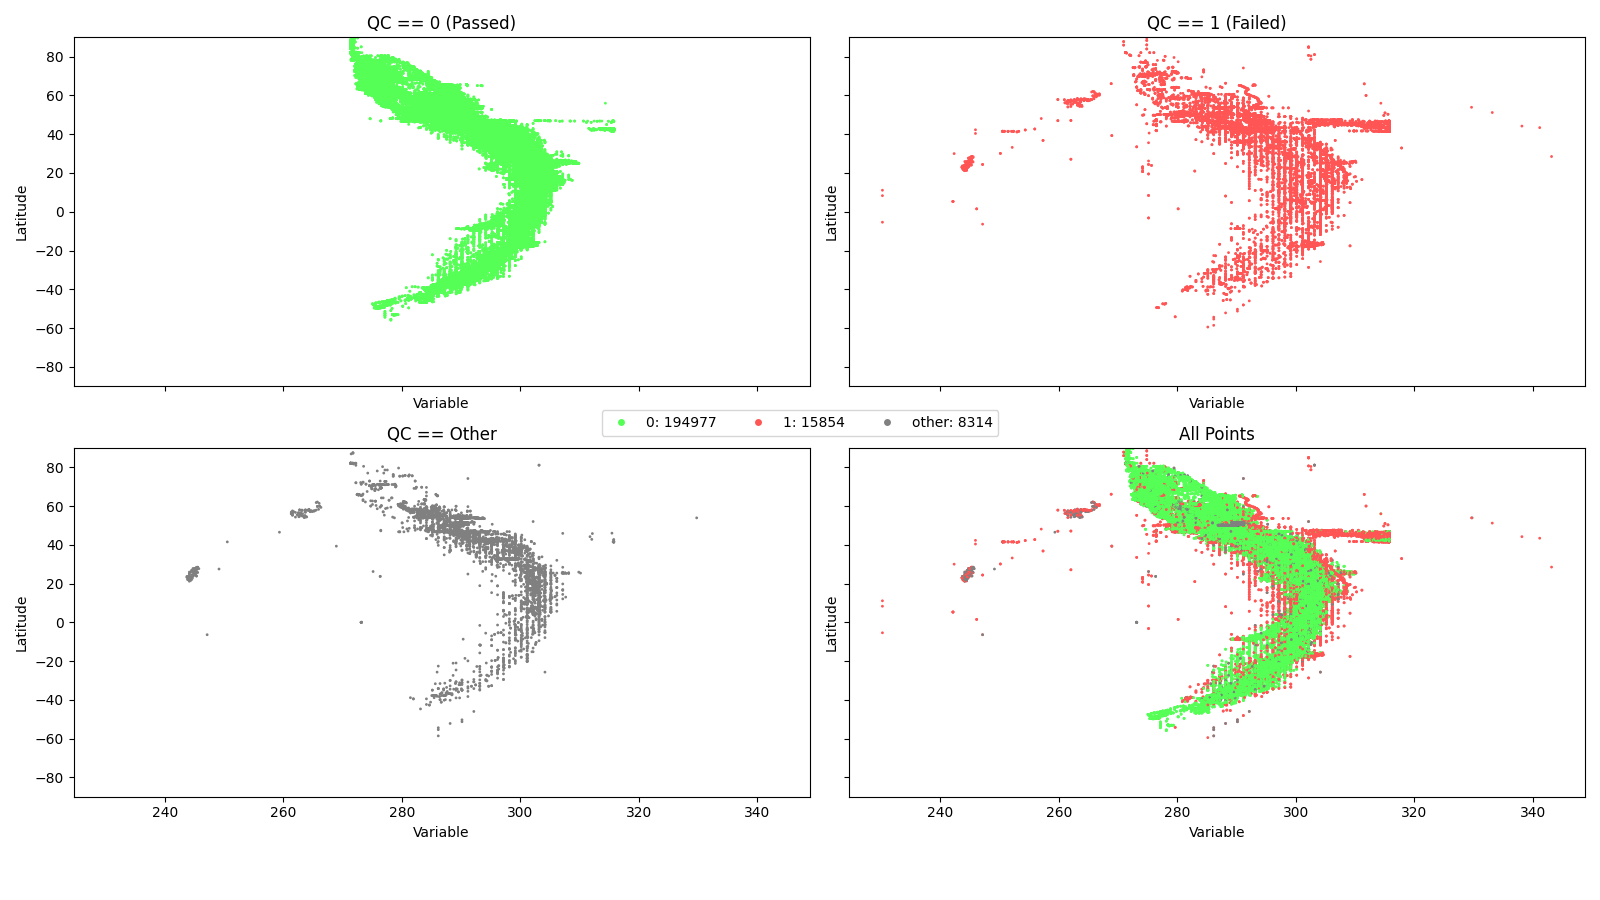 QC == 0 (Passed)
QC == 1 (Failed)
80
60
40
20
0
−20
−40
−60
−80
Latitude
Latitude
Variable
Variable
0: 194977
1: 15854
other: 8314
QC == Other
All Points
80
60
40
20
0
−20
−40
−60
−80
Latitude
Latitude
240
260
280
300
320
340
240
260
280
300
320
340
Variable
Variable